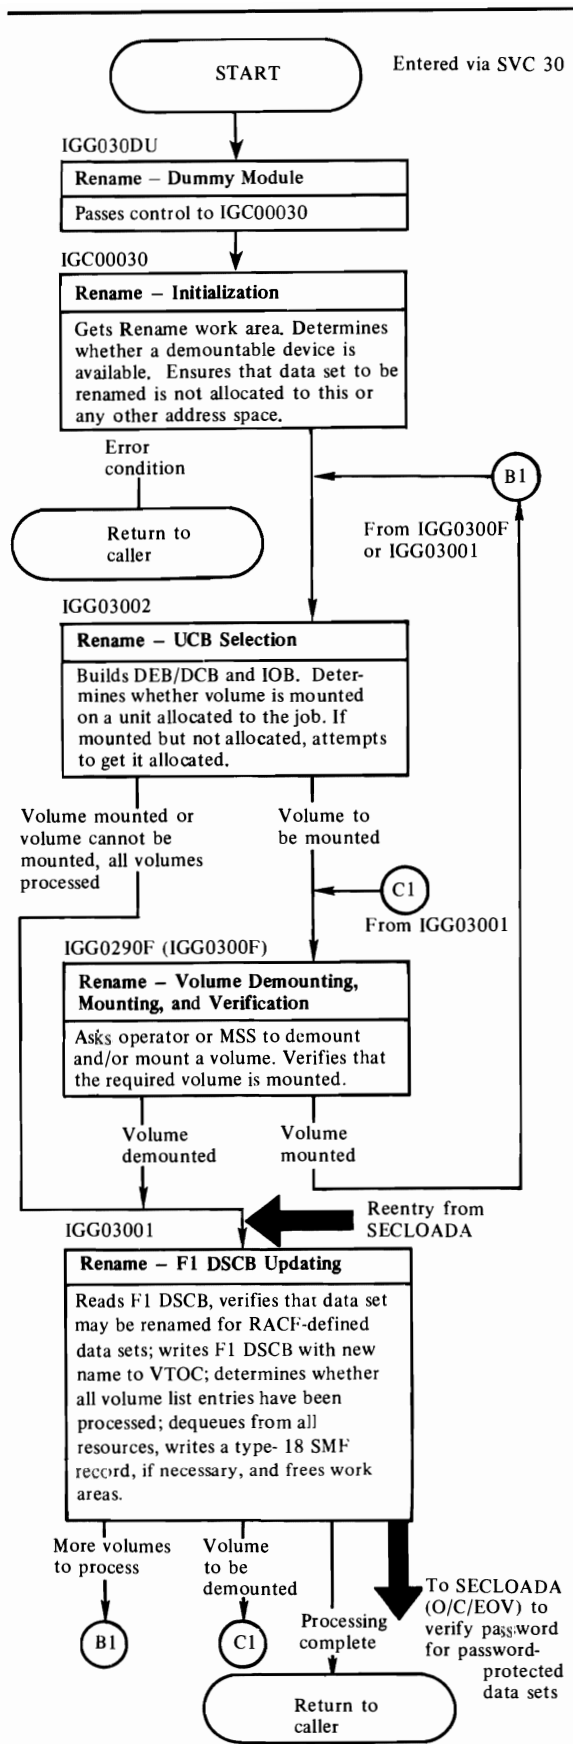 START
Entered via SVC 30
IGG030DU
Rename – Dummy Module
Passes control to IGC00030
IGC00030
Rename – Initialization
Gets Rename work area. Determines
whether a demountable device is
available. Ensures that data set to be
renamed is not allocated to this or
any other address space.
Error
condition
B1
Return to
caller
From IGG0300F
or IGG03001
IGG03002
Rename – UCB Selection
Builds DEB/DCB and IOB. Deter-
mines whether volume is mounted
on a unit allocated to the job. If
mounted but not allocated, attempts
to get it allocated.
Volume mounted or
volume cannot be
mounted, all volumes
processed
Volume to
be mounted
C1
From IGG03001
IGG0290F (IGG0300F)
Rename – Volume Demounting,
Mounting, and Verification
Asks operator or MSS to demount
and/or mount a volume. Verifies that
the required volume is mounted.
Volume
demounted
Volume
mounted
Reentry from
SECLOADA
IGG03001
Rename – F1 DSCB Updating
Reads F1 DSCB, verifies that data set
may be renamed for RACF-defined
data sets; writes F1 DSCB with new
name to VTOC; determines whether
all volume list entries have been
processed; dequeues from all
resources, writes a type- 18 SMF
record, if necessary, and frees work
areas.
More volumes
to process
Volume
to be
demounted
B1
C1
Processing
complete
To SECLOADA
(O/C/EOV) to
verify password
for password-
protected
data sets
Return to
caller